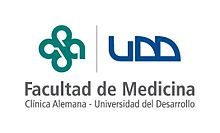 UDD
Facultad de Medicina
Clínica Alemana - Universidad del Desarrollo